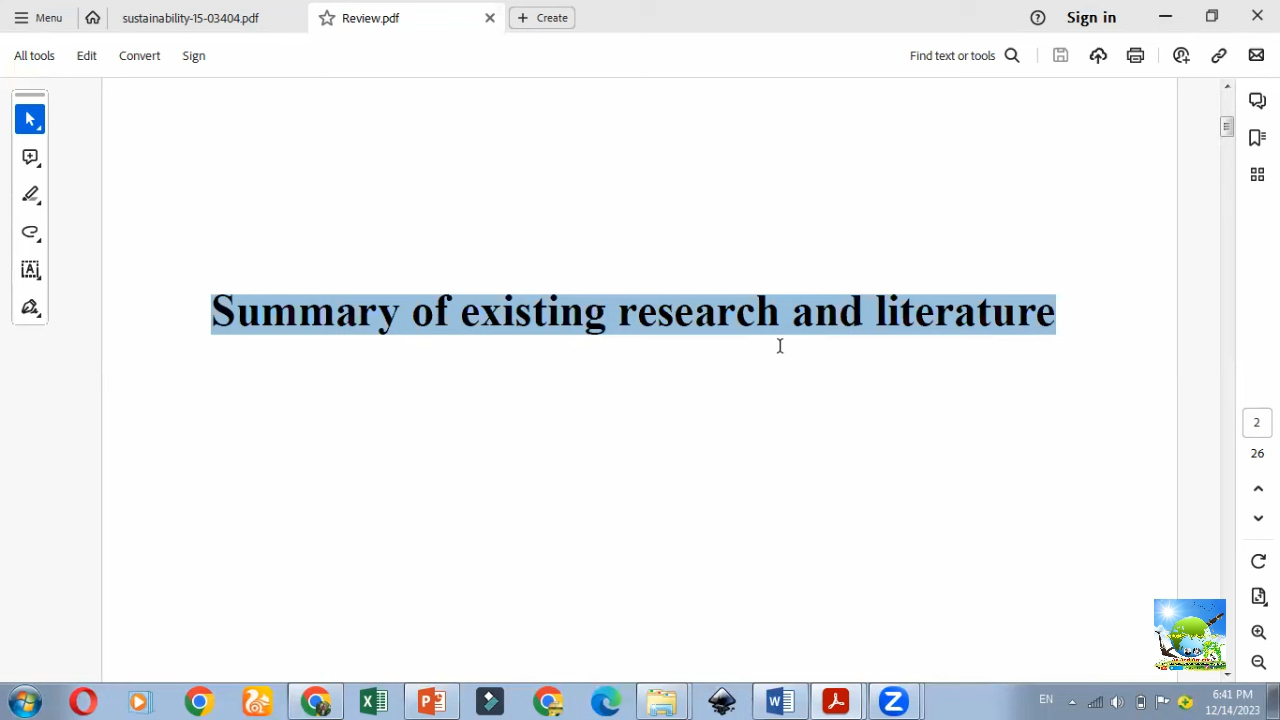 Menu
sustainability-15-03404.pdf
Review.pdf
Create
Sign in
All tools
Edit
Convert
Sign
Find text or tools
Summary of existing research and literature
2
26
EN
6:41 PM
12/14/2023